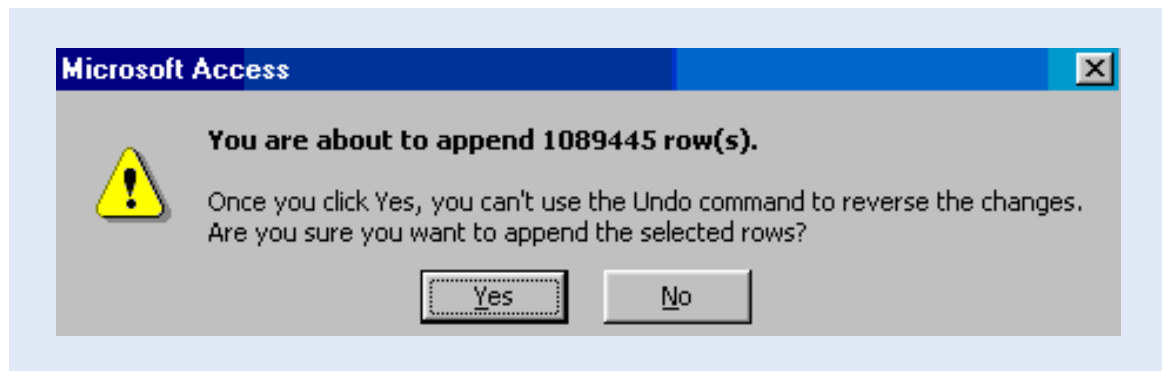 Microsoft Access
You are about to append 1089445 row(s).
Once you click Yes, you can't use the Undo command to reverse the changes.
Are you sure you want to append the selected rows?
Yes No